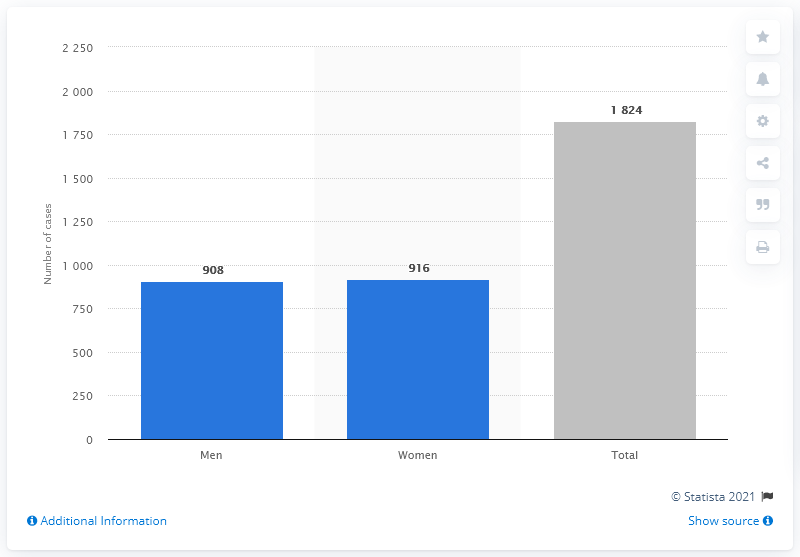 2 250
2 000
1 750
1 500
1 250
1 000
750
500
250
0
Number of cases
908
916
1 824
Men
Women
Total
© Statista 2021
Additional Information
Show source